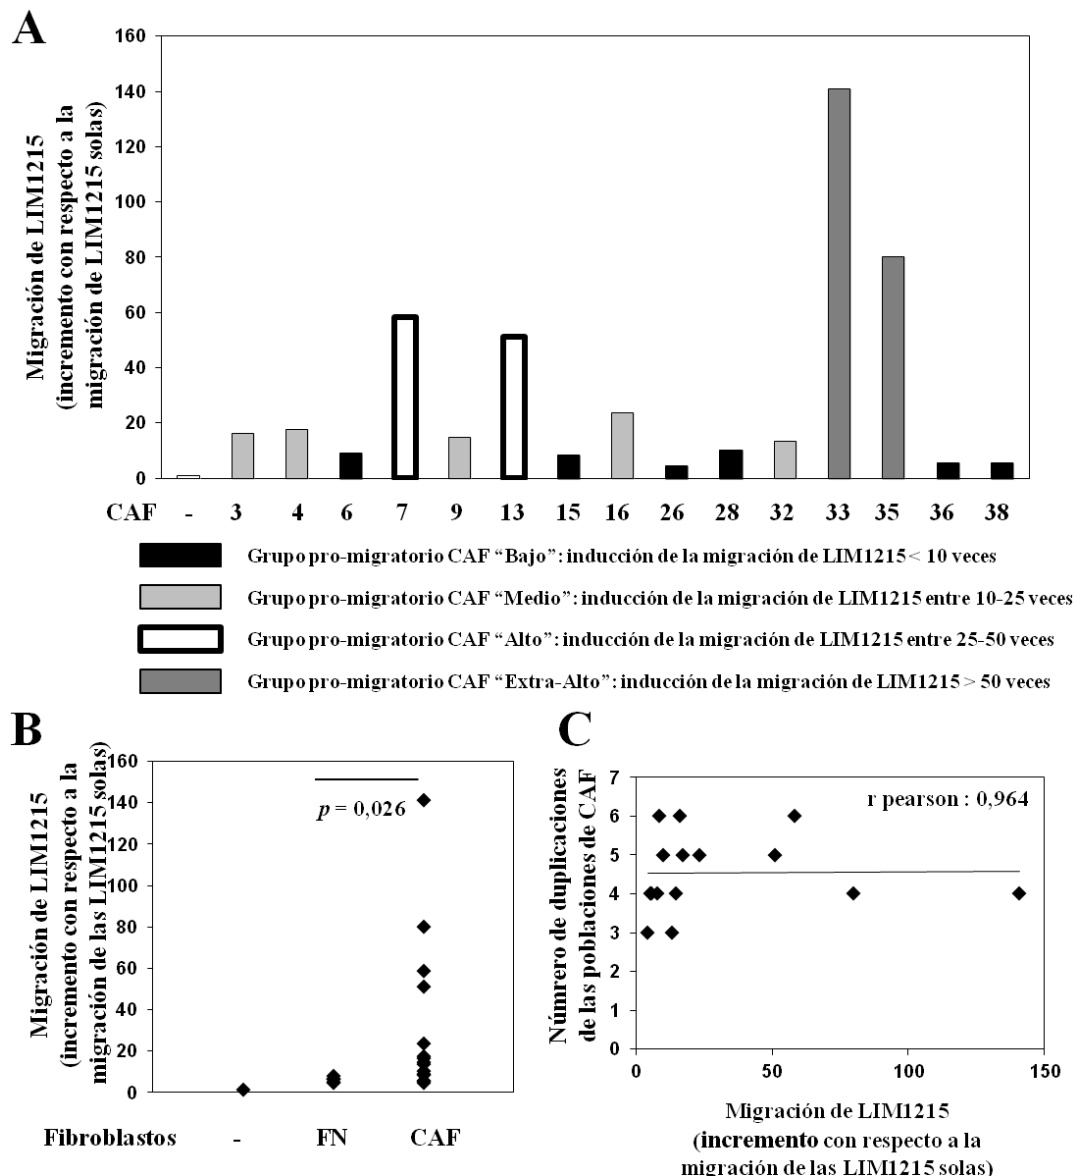 A
Migración de LIM1215
(incremento con respecto a la
migración de LIM1215 solas)
160
140
120
100
80
60
40
20
0
CAF - 3 4 6 7 9 13 15 16 26 28 32 33 35 36 38
Grupo pro-migratorio CAF “Bajo”: inducción de la migración de LIM1215 < 10 veces
Grupo pro-migratorio CAF “Medio”: inducción de la migración de LIM1215 entre 10-25 veces
Grupo pro-migratorio CAF “Alto”: inducción de la migración de LIM1215 entre 25-50 veces
Grupo pro-migratorio CAF “Extra-Alto”: inducción de la migración de LIM1215 > 50 veces
B
Migración de LIM1215
(incremento con respecto a la
migración de las LIM1215 solas)
160
140
120
100
80
60
40
20
0
p = 0,026
Fibroblastos - FN CAF
C
Númrero de duplicaciones
de las poblaciones de CAF
7
6
5
4
3
2
1
0
r pearson : 0,964
0 50 100 150
Migración de LIM1215
(incremento con respecto a la
migración de las LIM1215 solas)